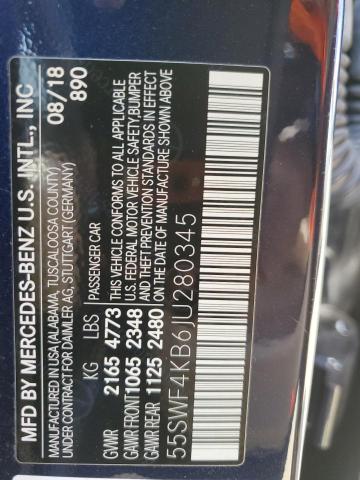 MFD BY MERCEDES-BENZ U.S. INTL., INC
MANUFACTURED IN USA (ALABAMA, TUSCALOOSA COUNTY)
UNDER CONTRACT FOR DAIMLER AG, STUTTGART (GERMANY)
08/18
890
KG LBS PASSENGER CAR
GVWR 2165 4773
GAWR FRONT 1065 2348
GAWR REAR 1125 2480
THIS VEHICLE CONFORMS TO ALL APPLICABLE
U.S. FEDERAL MOTOR VEHICLE SAFETY,BUMPER
AND THEFT PREVENTION STANDARDS IN EFFECT
ON THE DATE OF MANUFACTURE SHOWN ABOVE
55SWF4KB6JU280345